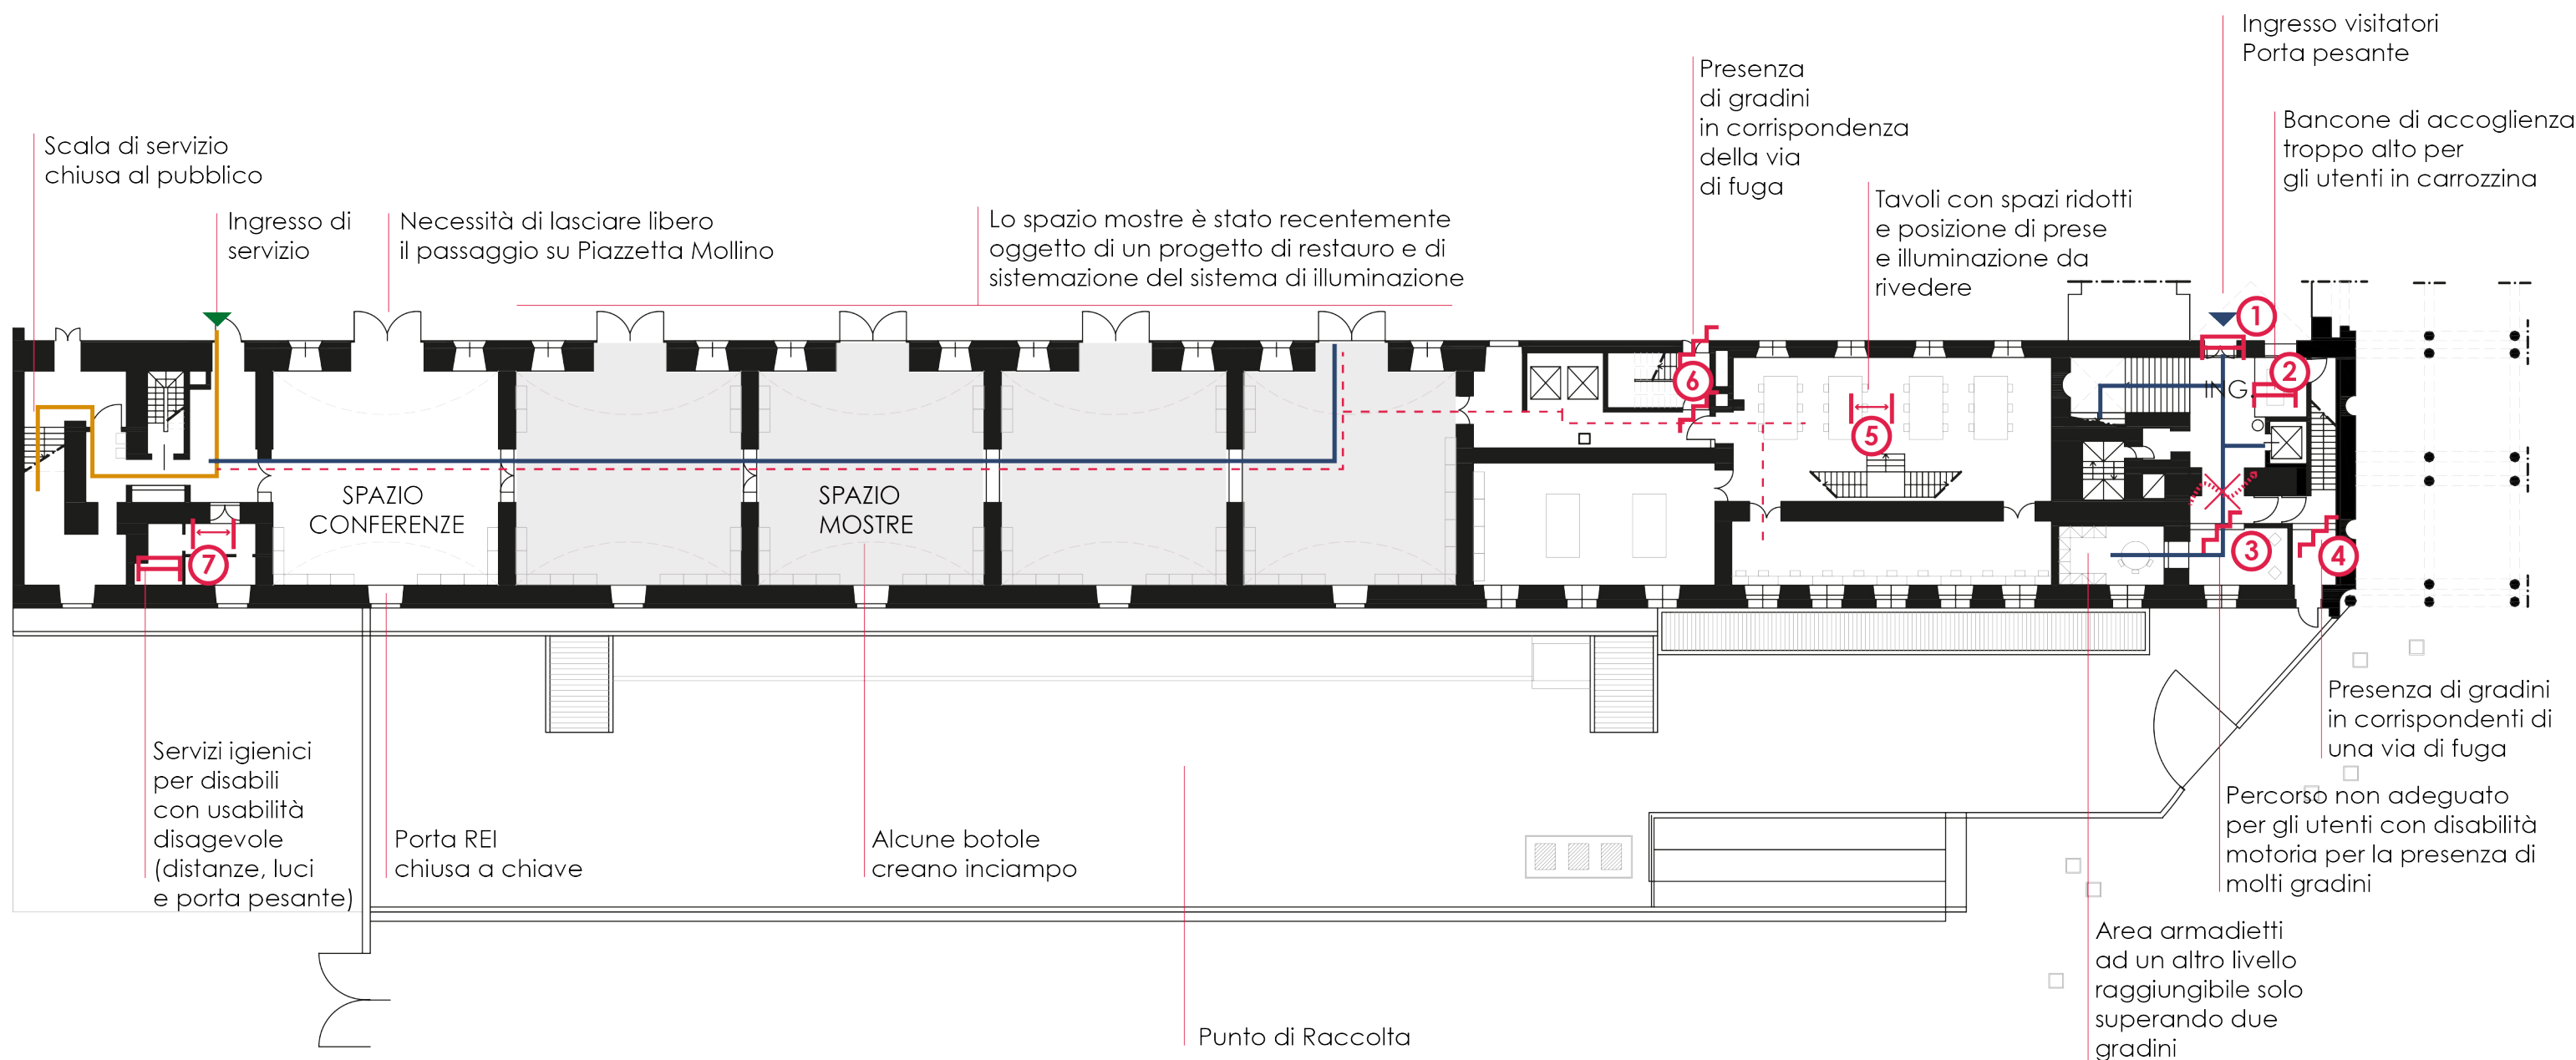 Ingresso visitatori
Porta pesante
Presenza
di gradini
in corrispondenza
della via
di fuga
Bancone di accoglienza
troppo alto per
gli utenti in carrozzina
Scala di servizio
chiusa al pubblico
Ingresso di
servizio
Necessità di lasciare libero
il passaggio su Piazzetta Mollino
Lo spazio mostre è stato recentemente
oggetto di un progetto di restauro e di
sistemazione del sistema di illuminazione
Tavoli con spazi ridotti
e posizione di prese
e illuminazione da
rivedere
1
2
ING.
6
5
SPAZIO
CONFERENZE
SPAZIO
MOSTRE
3
4
7
Presenza di gradini
in corrispondenti di
una via di fuga
Servizi igienici
per disabili
con usabilità
disagevole
(distanze, luci
e porta pesante)
Porta REI
chiusa a chiave
Alcune botole
creano inciampo
Percorso non adeguato
per gli utenti con disabilità
motoria per la presenza di
molti gradini
Area armadietti
ad un altro livello
raggiungibile solo
superando due
gradini
Punto di Raccolta